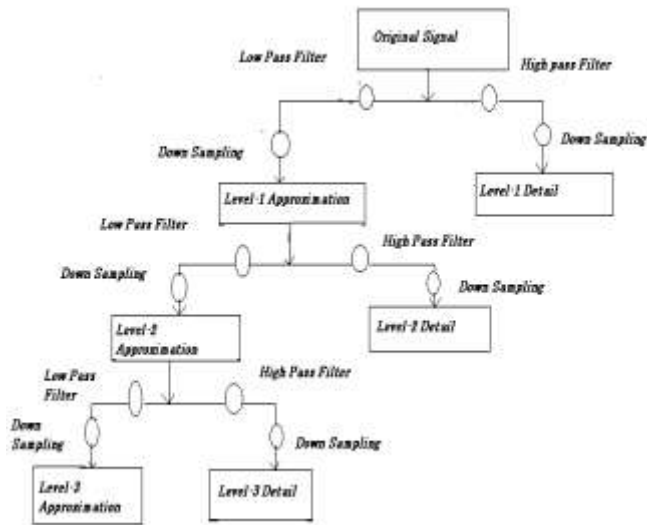 Original Signal
Low Pass Filter
High pass Filter
Down Sampling
Down Sampling
Level-1 Approximation
Level-1 Detail
Low Pass Filter
High Pass Filter
Down Sampling
Down Sampling
Level-2
Approximation
Level-2 Detail
Low Pass
Filter
High Pass Filter
Down
Sampling
Down Sampling
Level-3
Approximation
Level-3 Detail